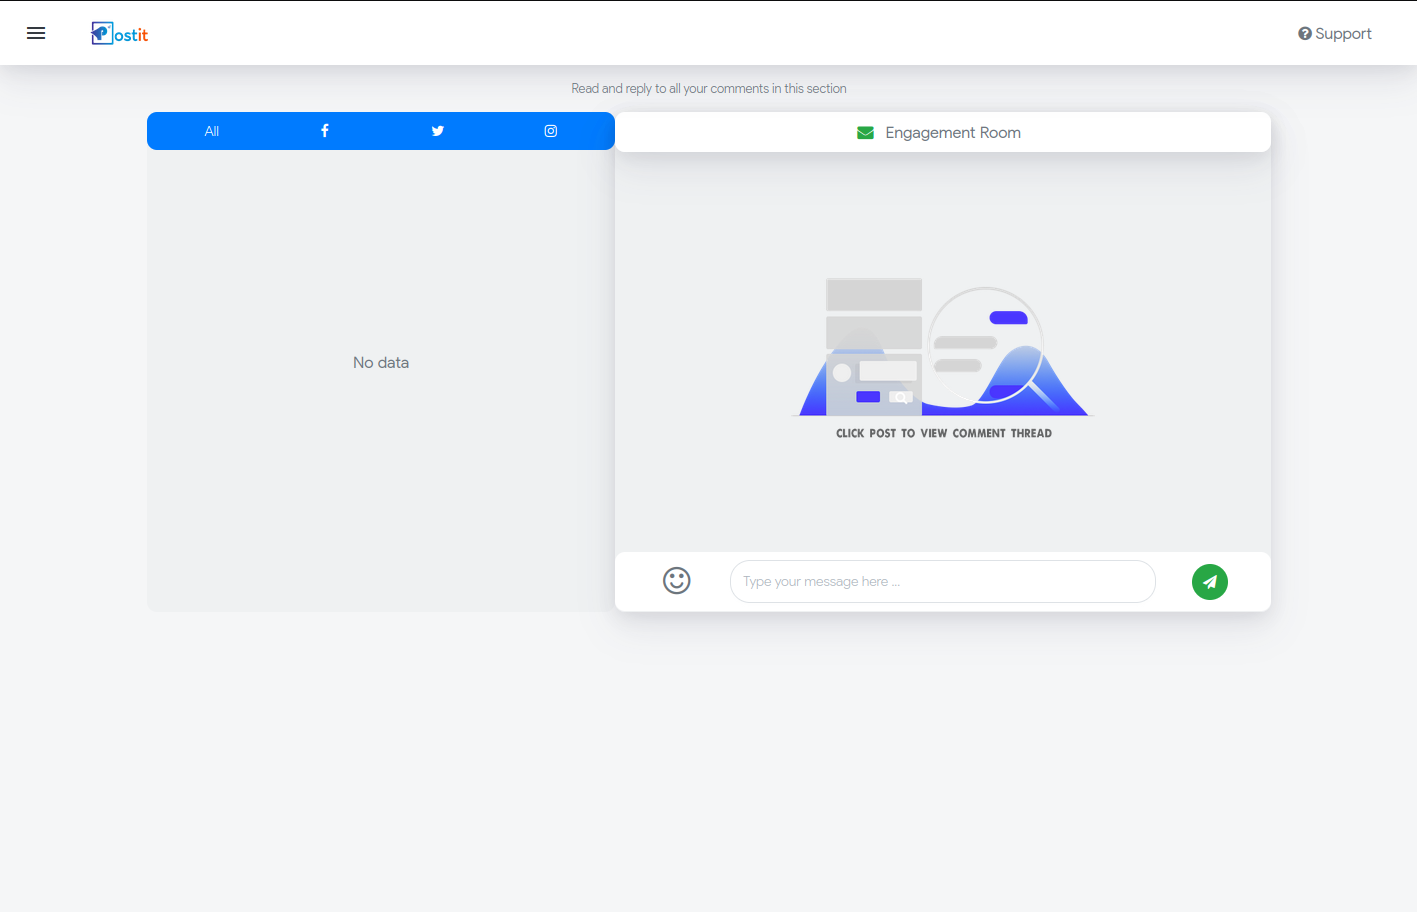 Postit
Support
Read and reply to all your comments in this section
All
Engagement Room
No data
CLICK POST TO VIEW COMMENT THREAD
Type your message here ...